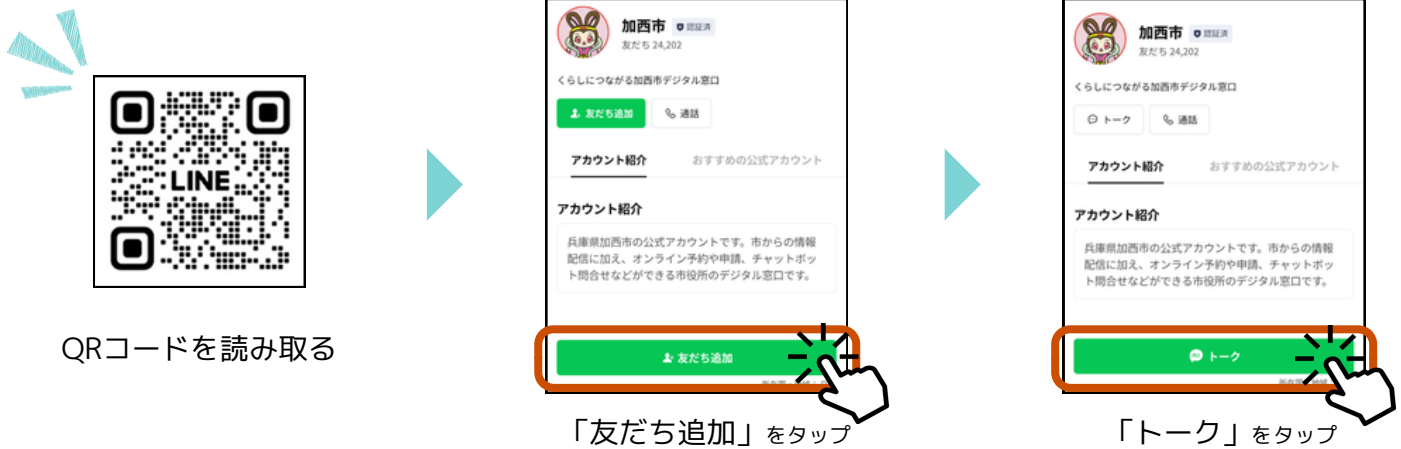 LINE
QRコードを読み取る
加西市 認証済
友だち 24,202
くらしにつながる加西市デジタル窓口
友だち追加 通話
アカウント紹介 おすすめの公式アカウント
アカウント紹介
兵庫県加西市の公式アカウントです。市からの情報
配信に加え、オンライン予約や申請、チャットボッ
ト問合せなどができる市役所のデジタル窓口です。
友だち追加
「友だち追加」をタップ
加西市 認証済
友だち 24,202
くらしにつながる加西市デジタル窓口
トーク 通話
アカウント紹介 おすすめの公式アカウント
アカウント紹介
兵庫県加西市の公式アカウントです。市からの情報
配信に加え、オンライン予約や申請、チャットボッ
ト問合せなどができる市役所のデジタル窓口です。
トーク
「トーク」をタップ